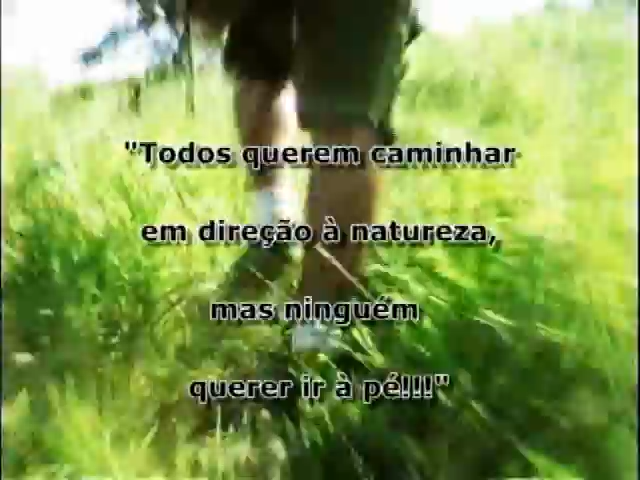 "Todos querem caminhar
em direção à natureza,
mas ninguém
querer ir à pé!!!"